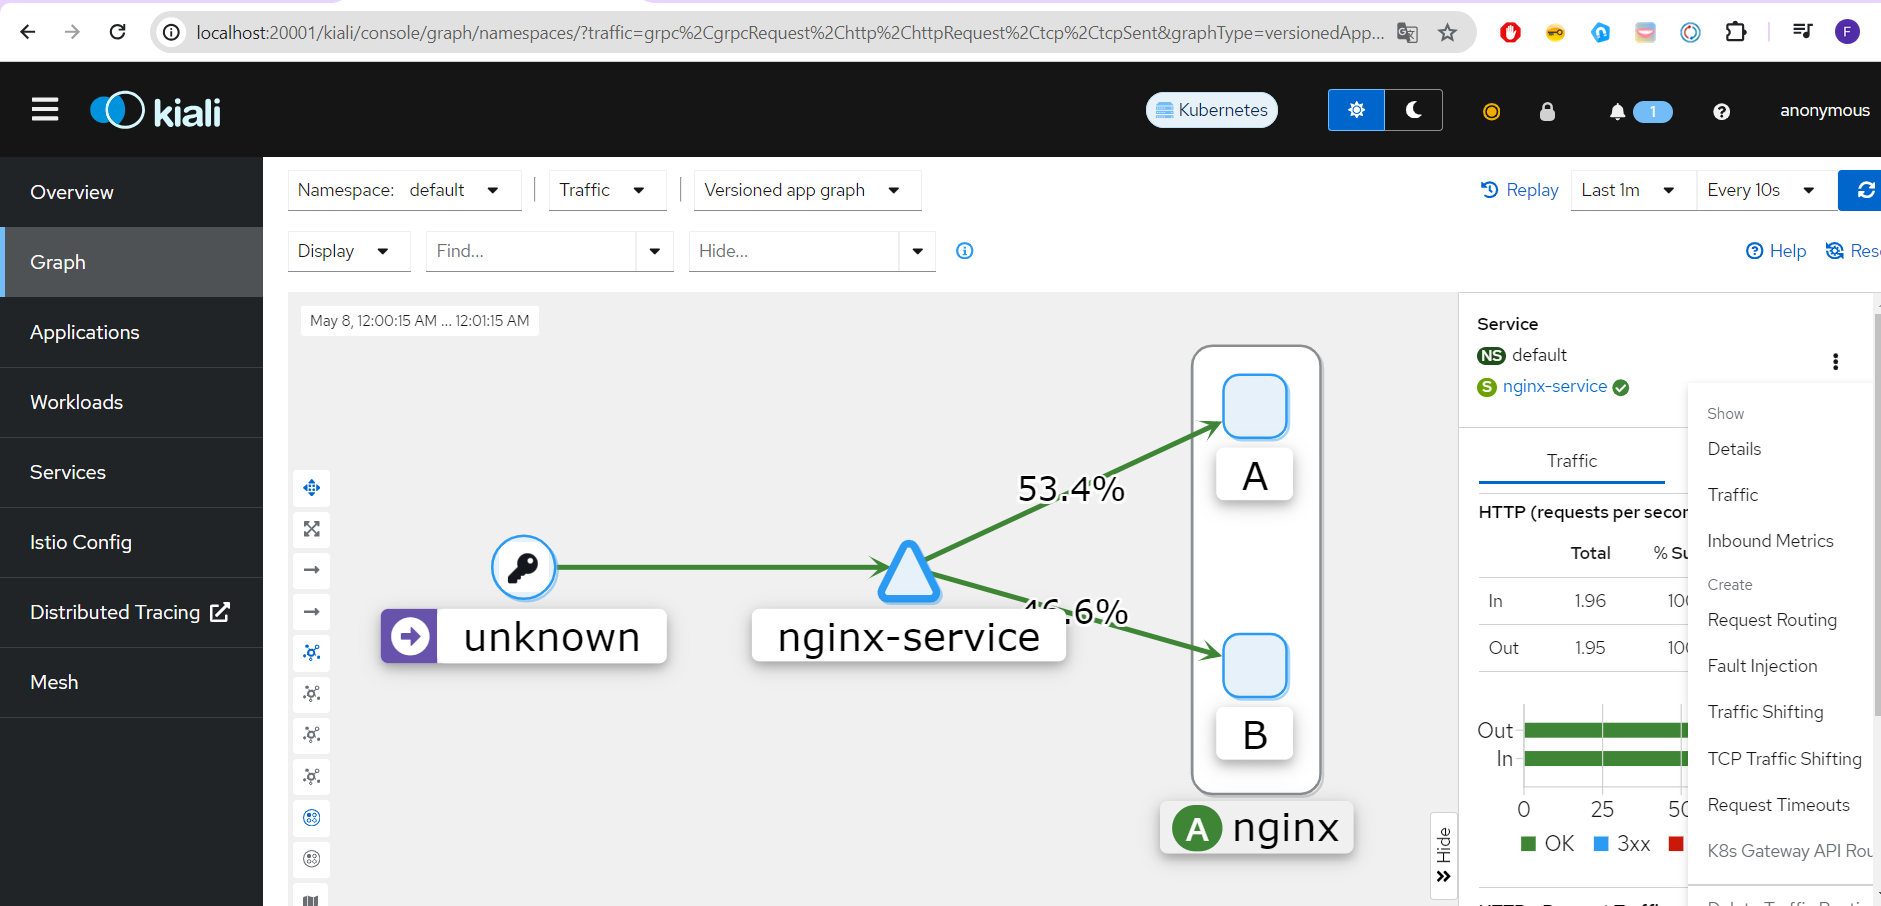 localhost:20001/kiali/console/graph/namespaces/?traffic=grpc%2CgrpcRequest%2Chttp%2ChttpRequest%2Ctcp%2CtcpSent&graphType=versionedApp...
F
kiali
Kubernetes
1
anonymous
Overview
Graph
Applications
Workloads
Services
Istio Config
Distributed Tracing
Mesh
Namespace: default
Traffic
Versioned app graph
Replay
Last 1m
Every 10s
Display
Find...
Hide...
Help
Rese
May 8, 12:00:15 AM ... 12:01:15 AM
53.4%
46.6%
unknown
nginx-service
A
B
A nginx
Hide
Service
NS default
S nginx-service
Traffic
HTTP (requests per secon
Total % Su
In 1.96 100
Out 1.95 100
Out
In
0 25 50
OK 3xx
Show
Details
Traffic
Inbound Metrics
Create
Request Routing
Fault Injection
Traffic Shifting
TCP Traffic Shifting
Request Timeouts
K8s Gateway API Rou